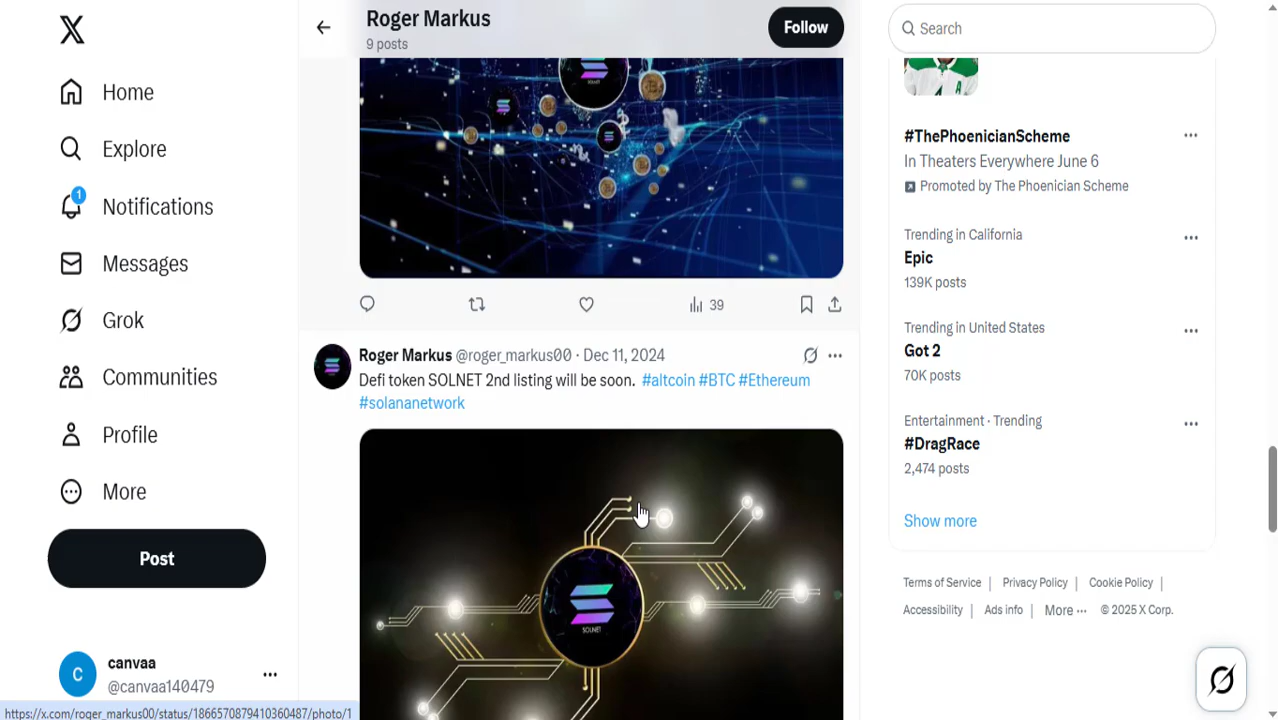 Roger Markus
9 posts
Follow
Search
Home
Explore
1
Notifications
Messages
Grok
Communities
Profile
More
Post
canvaa
@canvaa140479
https://x.com/roger_markus00/status/1866570879410360487/photo/1
SOLNET
39
Roger Markus @roger_markus00 · Dec 11, 2024
Defi token SOLNET 2nd listing will be soon. #altcoin #BTC #Ethereum
#solananetwork
SOLNET
A
#ThePhoenicianScheme
In Theaters Everywhere June 6
Promoted by The Phoenician Scheme
Trending in California
Epic
139K posts
Trending in United States
Got 2
70K posts
Entertainment · Trending
#DragRace
2,474 posts
Show more
Terms of Service | Privacy Policy | Cookie Policy |
Accessibility | Ads info | More ··· © 2025 X Corp.
C